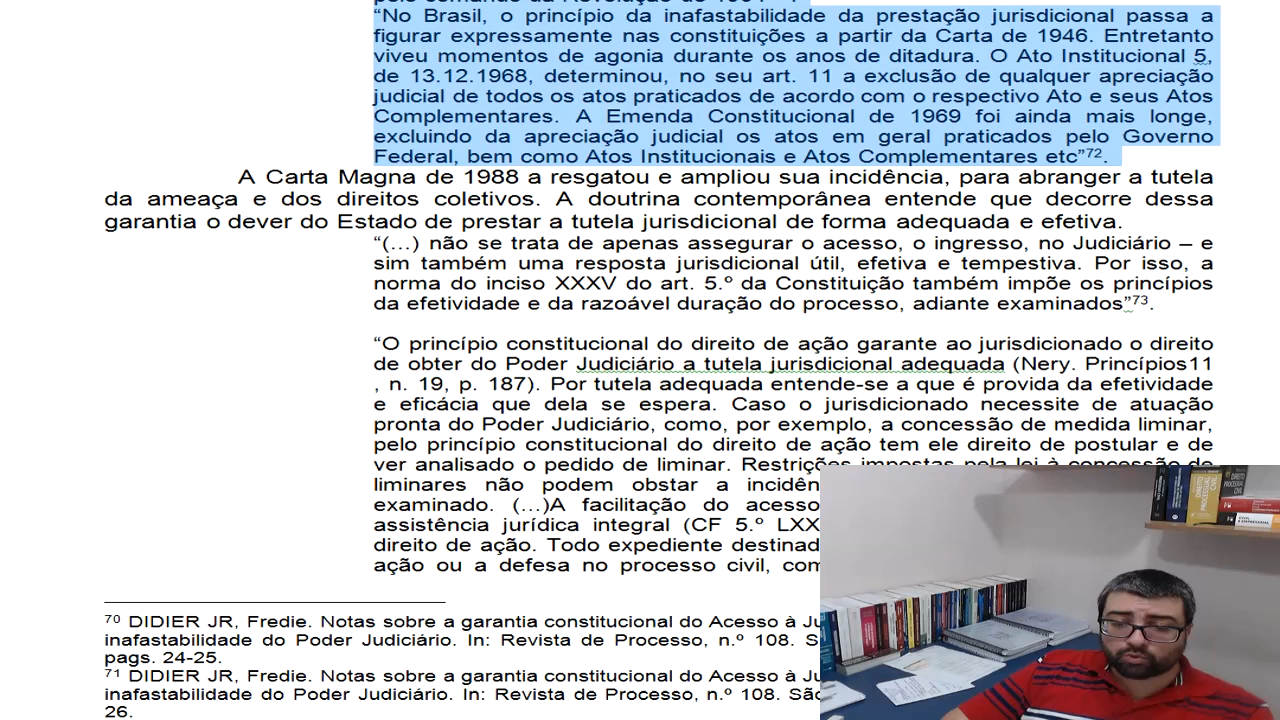 “No Brasil, o princípio da inafastabilidade da prestação jurisdicional passa a
figurar expressamente nas constituições a partir da Carta de 1946. Entretanto
viveu momentos de agonia durante os anos de ditadura. O Ato Institucional 5,
de 13.12.1968, determinou, no seu art. 11 a exclusão de qualquer apreciação
judicial de todos os atos praticados de acordo com o respectivo Ato e seus Atos
Complementares. A Emenda Constitucional de 1969 foi ainda mais longe,
excluindo da apreciação judicial os atos em geral praticados pelo Governo
Federal, bem como Atos Institucionais e Atos Complementares etc”72.
A Carta Magna de 1988 a resgatou e ampliou sua incidência, para abranger a tutela
da ameaça e dos direitos coletivos. A doutrina contemporânea entende que decorre dessa
garantia o dever do Estado de prestar a tutela jurisdicional de forma adequada e efetiva.
“(…) não se trata de apenas assegurar o acesso, o ingresso, no Judiciário – e
sim também uma resposta jurisdicional útil, efetiva e tempestiva. Por isso, a
norma do inciso XXXV do art. 5.º da Constituição também impõe os princípios
da efetividade e da razoável duração do processo, adiante examinados”73.
“O princípio constitucional do direito de ação garante ao jurisdicionado o direito
de obter do Poder Judiciário a tutela jurisdicional adequada (Nery. Princípios11
, n. 19, p. 187). Por tutela adequada entende-se a que é provida da efetividade
e eficácia que dela se espera. Caso o jurisdicionado necessite de atuação
pronta do Poder Judiciário, como, por exemplo, a concessão de medida liminar,
pelo princípio constitucional do direito de ação tem ele direito de postular e de
ver analisado o pedido de liminar. Restrições impostas pela lei à concessão de
liminares não podem obstar a incidên
examinado. (…)A facilitação do acesso
assistência jurídica integral (CF 5.º LXX
direito de ação. Todo expediente destinad
ação ou a defesa no processo civil, com
70 DIDIER JR, Fredie. Notas sobre a garantia constitucional do Acesso à Ju
inafastabilidade do Poder Judiciário. In: Revista de Processo, n.º 108. S
pags. 24-25.
71 DIDIER JR, Fredie. Notas sobre a garantia constitucional do Acesso à Ju
inafastabilidade do Poder Judiciário. In: Revista de Processo, n.º 108. São
26.